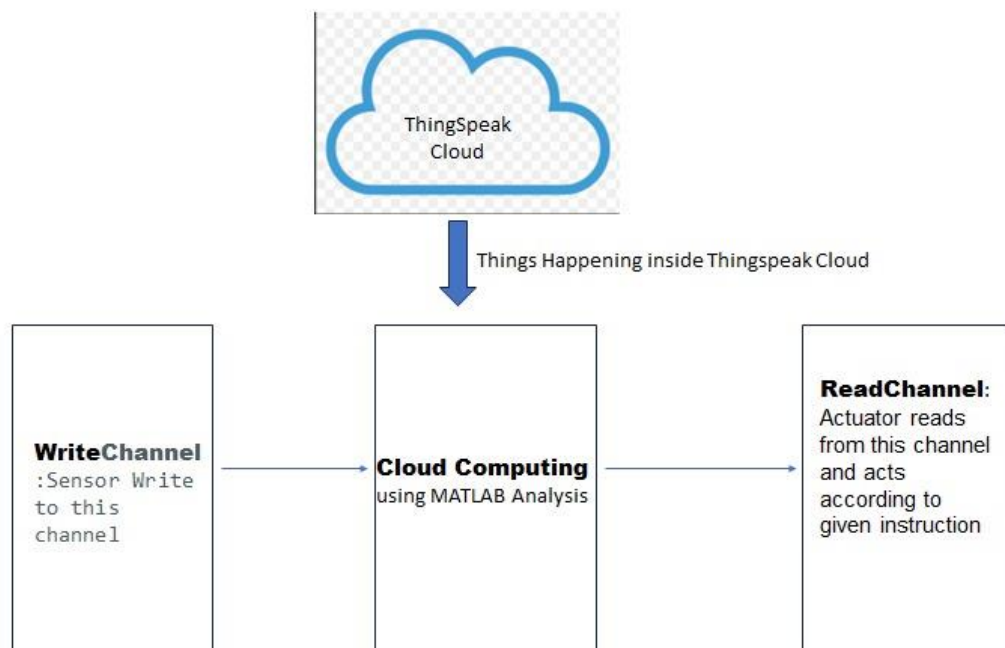 ThingSpeak
Cloud
Things Happening inside Thingspeak Cloud
WriteChannel
:Sensor Write
to this
channel
Cloud Computing
using MATLAB Analysis
ReadChannel:
Actuator reads
from this channel
and acts
according to
given instruction